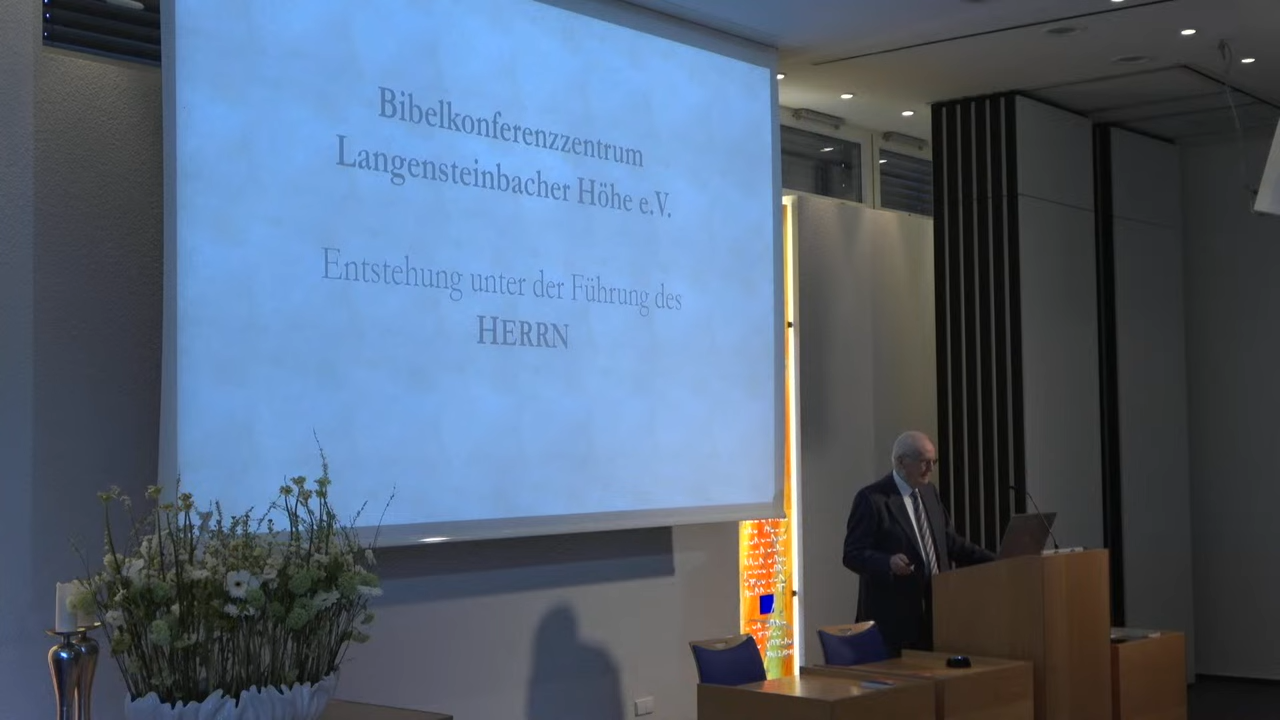 Bibelkonferenzzentrum
Langensteinbacher Höhe e.V.
Entstehung unter der Führung des
HERRN